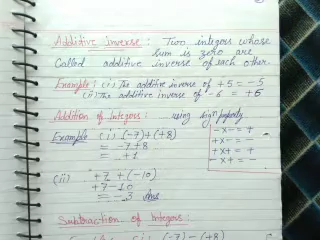 Additive inverse : Two integers whose
sum is zero are
Called additive inverse of each other.
Example : (i) The additive inverse of +5 = -5
(ii) The additive inverse of -6 = +6
Addition of Integers : using sign property
Example (i) (-7)+(+8)
= -7+8
= +1
- x - = +
+ x - = -
+ x + = +
- x + = -
(ii) +7 +(-10)
+7-10
= -3 Ans
Subtraction of Integers :
(i) (-7) - (+8)